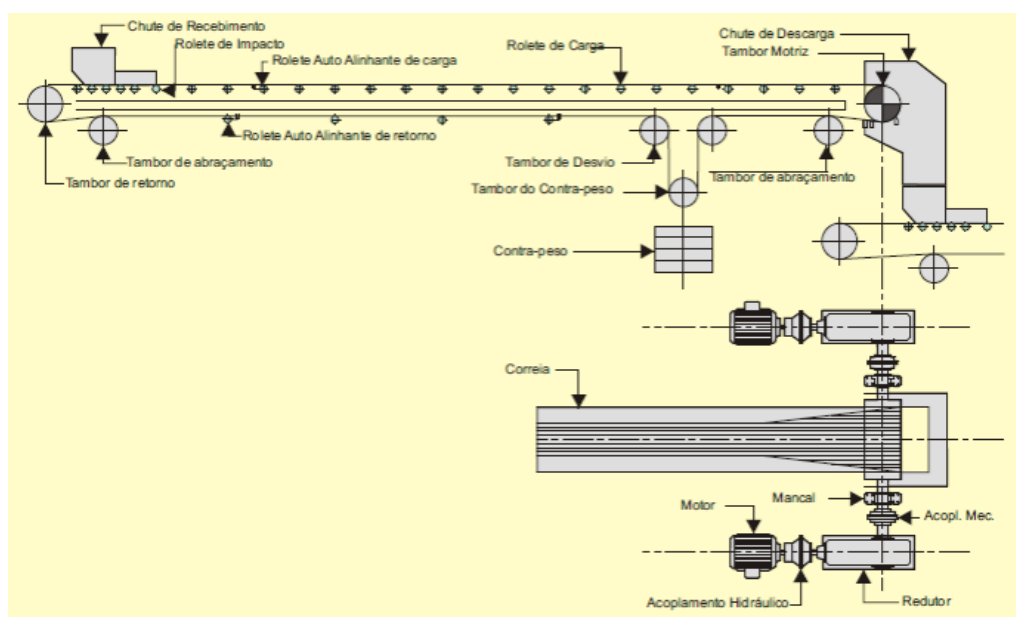 Chute de Recebimento
Rolete de Impacto
Rolete Auto Alinhante de carga
Rolete de Carga
Chute de Descarga
Tambor Motriz
Rolete Auto Alinhante de retorno
Tambor de abraçamento
Tambor de retorno
Tambor de Desvio
Tambor de abraçamento
Tambor do Contra-peso
Contra-peso
Correia
Motor
Mancal
Acopl. Mec.
Acoplamento Hidráulico
Redutor